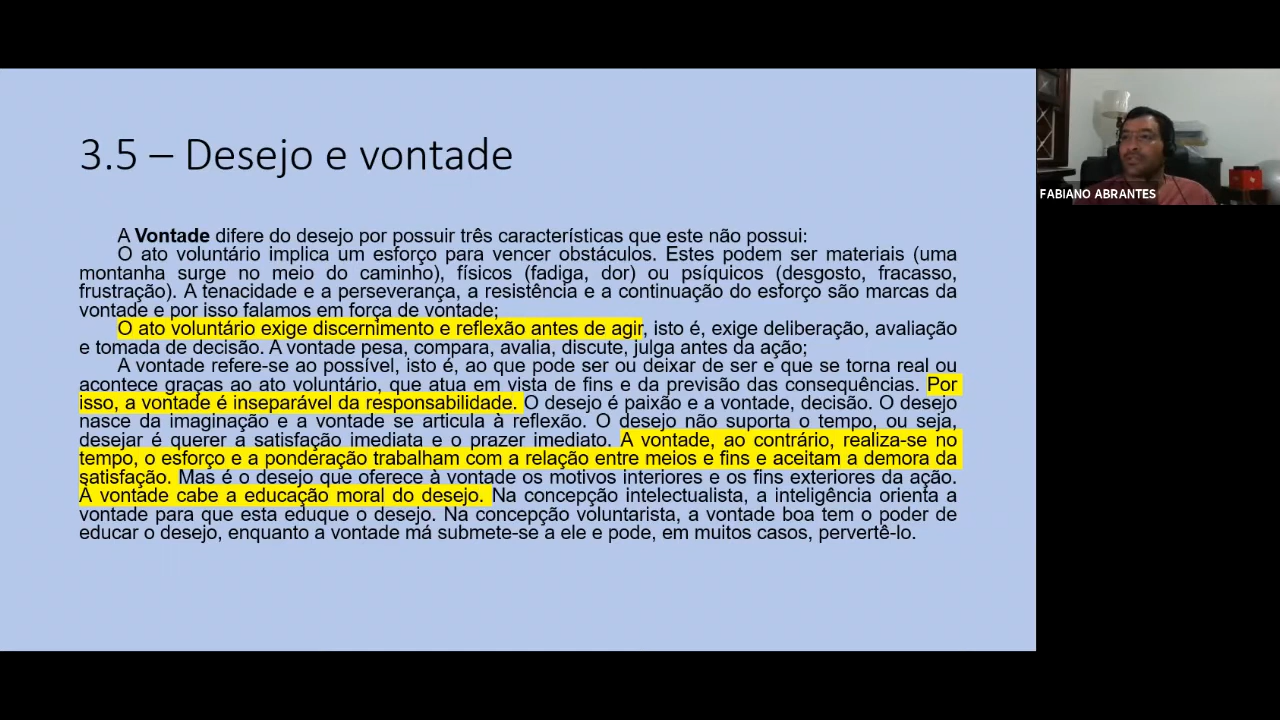 3.5 – Desejo e vontade
A Vontade difere do desejo por possuir três características que este não possui:
O ato voluntário implica um esforço para vencer obstáculos. Estes podem ser materiais (uma
montanha surge no meio do caminho), físicos (fadiga, dor) ou psíquicos (desgosto, fracasso,
frustração). A tenacidade e a perseverança, a resistência e a continuação do esforço são marcas da
vontade e por isso falamos em força de vontade;
O ato voluntário exige discernimento e reflexão antes de agir, isto é, exige deliberação, avaliação
e tomada de decisão. A vontade pesa, compara, avalia, discute, julga antes da ação;
A vontade refere-se ao possível, isto é, ao que pode ser ou deixar de ser e que se torna real ou
acontece graças ao ato voluntário, que atua em vista de fins e da previsão das consequências. Por
isso, a vontade é inseparável da responsabilidade. O desejo é paixão e a vontade, decisão. O desejo
nasce da imaginação e a vontade se articula à reflexão. O desejo não suporta o tempo, ou seja,
desejar é querer a satisfação imediata e o prazer imediato. A vontade, ao contrário, realiza-se no
tempo, o esforço e a ponderação trabalham com a relação entre meios e fins e aceitam a demora da
satisfação. Mas é o desejo que oferece à vontade os motivos interiores e os fins exteriores da ação.
À vontade cabe a educação moral do desejo. Na concepção intelectualista, a inteligência orienta a
vontade para que esta eduque o desejo. Na concepção voluntarista, a vontade boa tem o poder de
educar o desejo, enquanto a vontade má submete-se a ele e pode, em muitos casos, pervertê-lo.
FABIANO ABRANTES